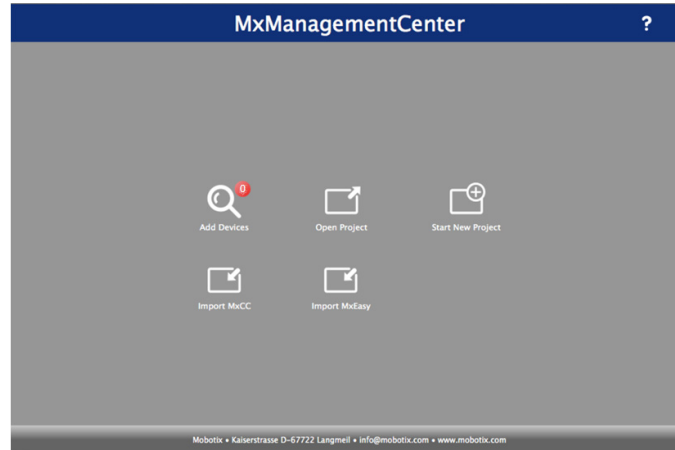 MxManagementCenter ?
0
Add Devices Open Project Start New Project
Import MxCC Import MxEasy
Mobotix • Kaiserstrasse D-67722 Langmeil • info@mobotix.com • www.mobotix.com